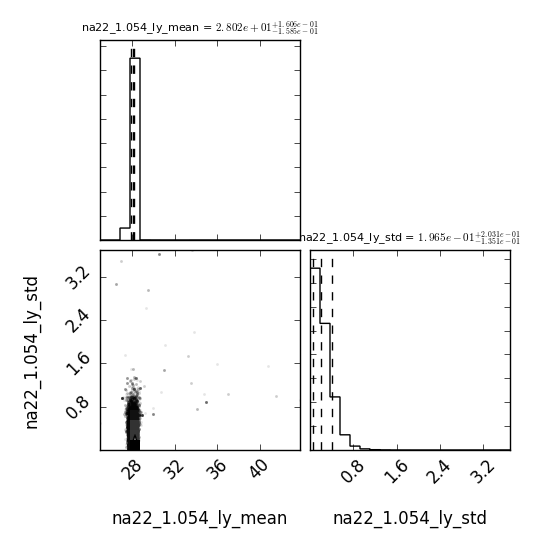 na22_1.054_ly_mean = 2.802e+01 +1.606e−01 −1.585e−01
na22_1.054_ly_std = 1.965e−01 +2.031e−01 −1.351e−01
3.2
2.4
1.6
0.8
na22_1.054_ly_std
28 32 36 40
0.8 1.6 2.4 3.2
na22_1.054_ly_mean
na22_1.054_ly_std